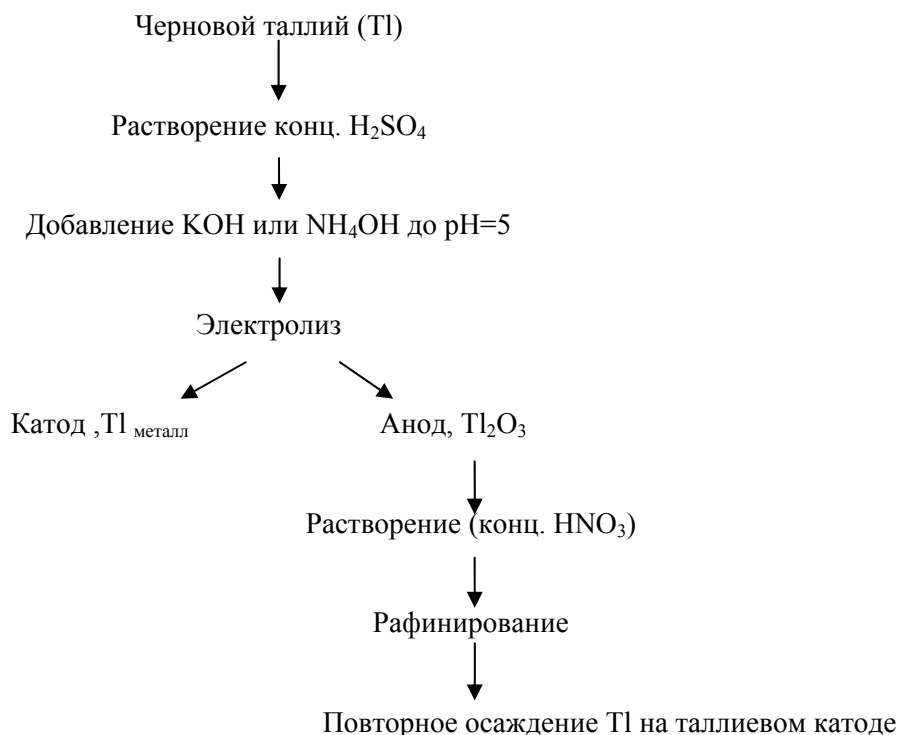 Черновой таллий (Tl)
Растворение конц. H₂SO₄
Добавление KOH или NH₄OH до pH=5
Электролиз
Катод ,Tl металл
Анод, Tl₂O₃
Растворение (конц. HNO₃)
Рафинирование
Повторное осаждение Tl на таллиевом катоде